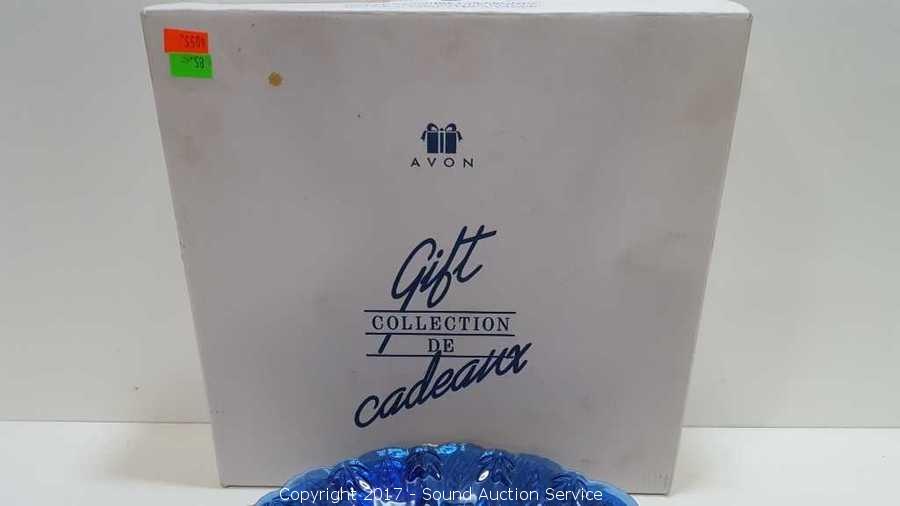 AVON
Gift
COLLECTION
DE
cadeaux
Copyright 2017 - Sound Auction Service